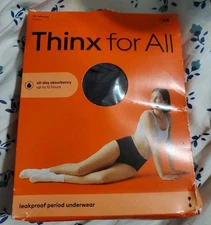 Thinx for All
all-day absorbency
up to 12 hours
leakproof period underwear